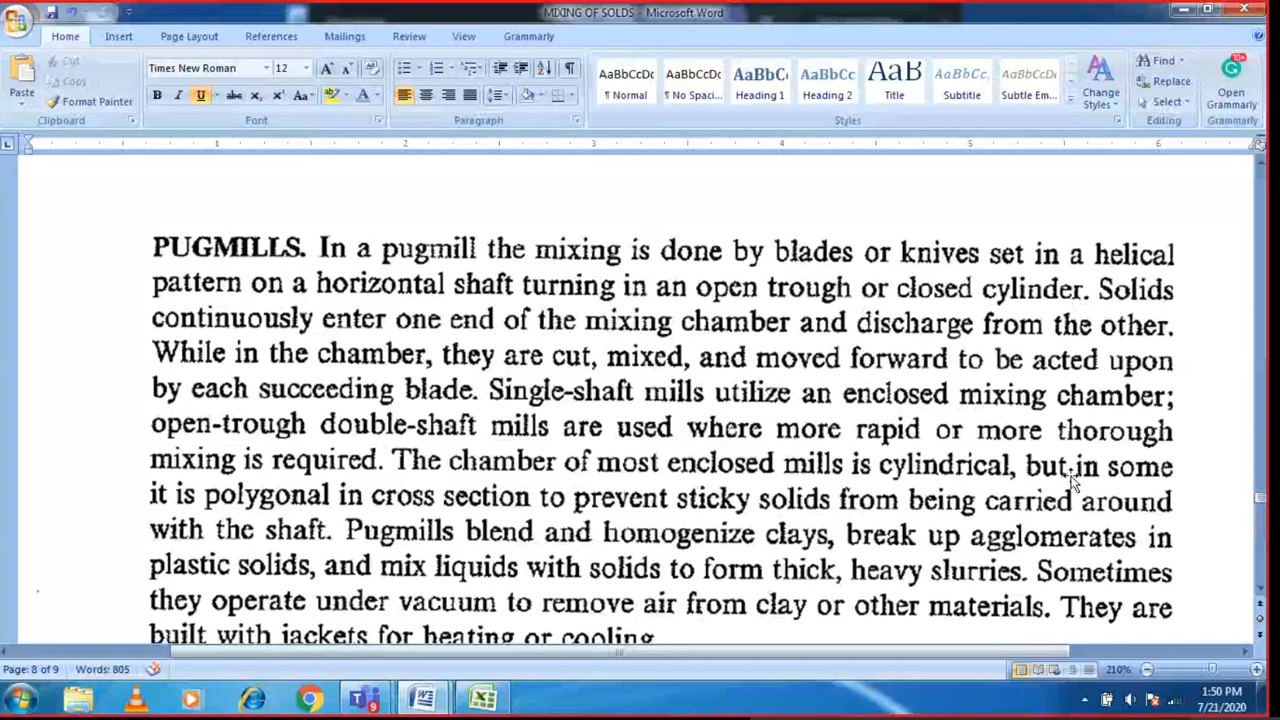 MIXING OF SOLDS - Microsoft Word
Home Insert Page Layout References Mailings Review View Grammarly
Paste
Cut
Copy
Format Painter
Clipboard
Times New Roman 12
Font
Paragraph
AaBbCcDc AaBbCcDc AaBbC AaBbCc AaB AaBbCc. AaBbCcDc
¶ Normal ¶ No Spaci... Heading 1 Heading 2 Title Subtitle Subtle Em...
Change
Styles
Styles
Find
Replace
Select
Editing
Open
Grammarly
Grammarly
1 2 3 4 5 6
PUGMILLS. In a pugmill the mixing is done by blades or knives set in a helical
pattern on a horizontal shaft turning in an open trough or closed cylinder. Solids
continuously enter one end of the mixing chamber and discharge from the other.
While in the chamber, they are cut, mixed, and moved forward to be acted upon
by each succeeding blade. Single-shaft mills utilize an enclosed mixing chamber;
open-trough double-shaft mills are used where more rapid or more thorough
mixing is required. The chamber of most enclosed mills is cylindrical, but in some
it is polygonal in cross section to prevent sticky solids from being carried around
with the shaft. Pugmills blend and homogenize clays, break up agglomerates in
plastic solids, and mix liquids with solids to form thick, heavy slurries. Sometimes
they operate under vacuum to remove air from clay or other materials. They are
built with jackets for heating or cooling.
Page: 8 of 9 Words: 805 210%
1:50 PM
7/21/2020